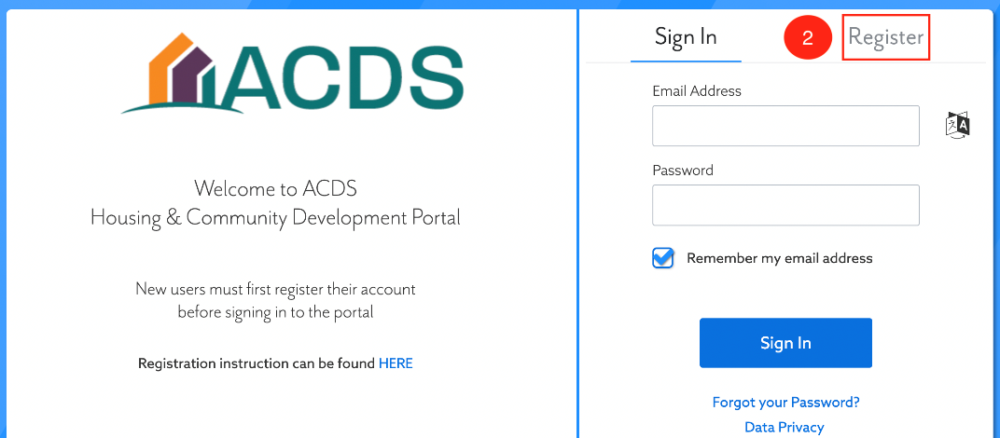 ACDS
Welcome to ACDS
Housing & Community Development Portal
New users must first register their account
before signing in to the portal
Registration instruction can be found HERE
Sign In
2
Register
Email Address
A
Password
Remember my email address
Sign In
Forgot your Password?
Data Privacy